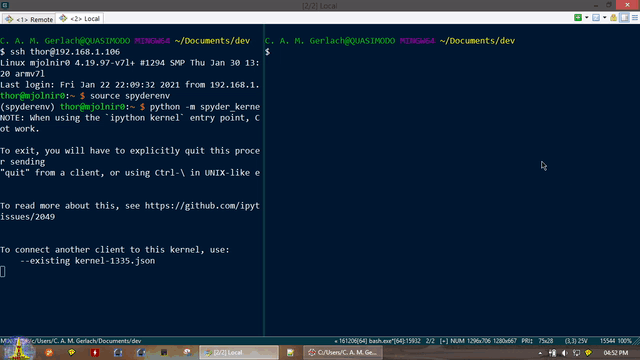 [2/2] Local
<1> Remote
<2> Local
C. A. M. Gerlach@QUASIMODO MINGW64 ~/Documents/dev
$ ssh thor@192.168.1.106
Linux mjolnir0 4.19.97-v7l+ #1294 SMP Thu Jan 30 13:
20 armv7l
Last login: Fri Jan 22 22:09:32 2021 from 192.168.1.
thor@mjolnir0:~ $ source spyderenv
(spyderenv) thor@mjolnir0:~ $ python -m spyder_kerne
NOTE: When using the `ipython kernel` entry point, C
ot work.
To exit, you will have to explicitly quit this proce
r sending
"quit" from a client, or using Ctrl-\ in UNIX-like e
To read more about this, see https://github.com/ipyt
issues/2049
To connect another client to this kernel, use:
--existing kernel-1335.json
C. A. M. Gerlach@QUASIMODO MINGW64 ~/Documents/dev
$
/c/Users/C. A. M. Gerlach/Documents/dev
« 161206[64] bash.exe*[64]:15932 2/2 [+] NUM 1296x706 1280x667 PRI‡ 75x28 (3,3) 25V 15544 100%
[2/2] Local
C:/Users/C. A. M. Ge...
04:52 PM